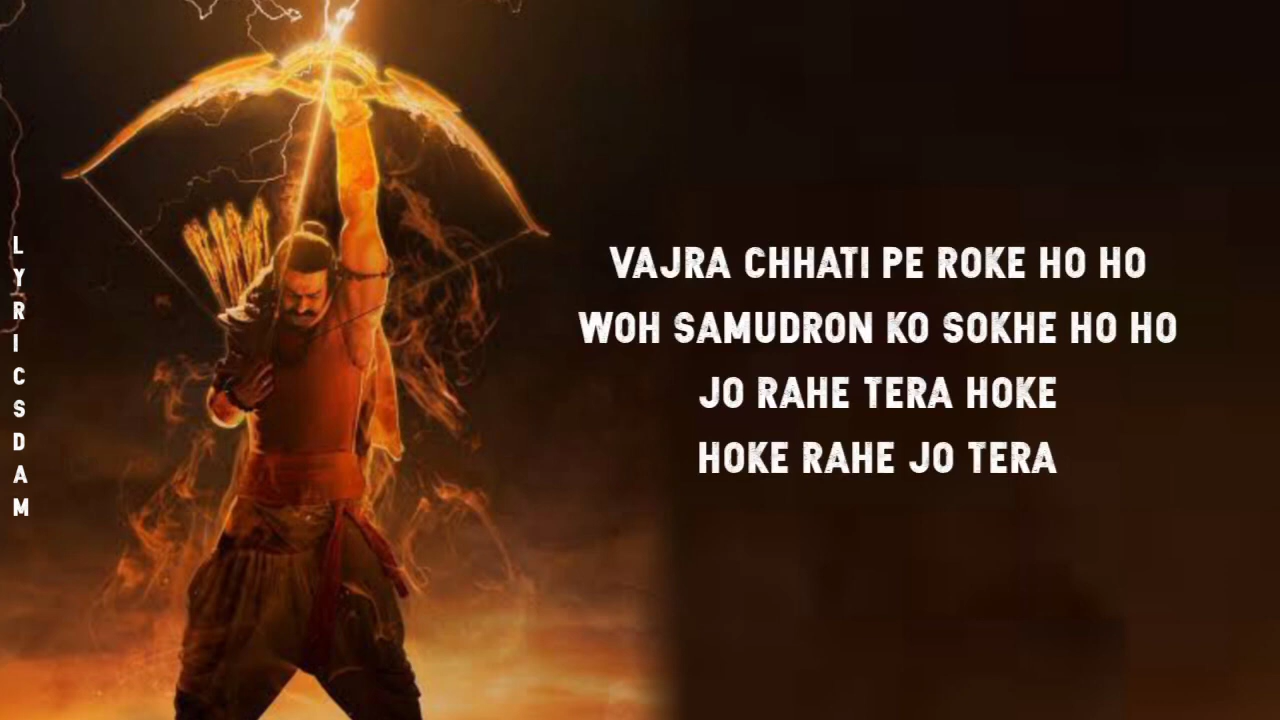 LYRICSDAM
VAJRA CHHATI PE ROKE HO HO
WOH SAMUDRON KO SOKHE HO HO
JO RAHE TERA HOKE
HOKE RAHE JO TERA